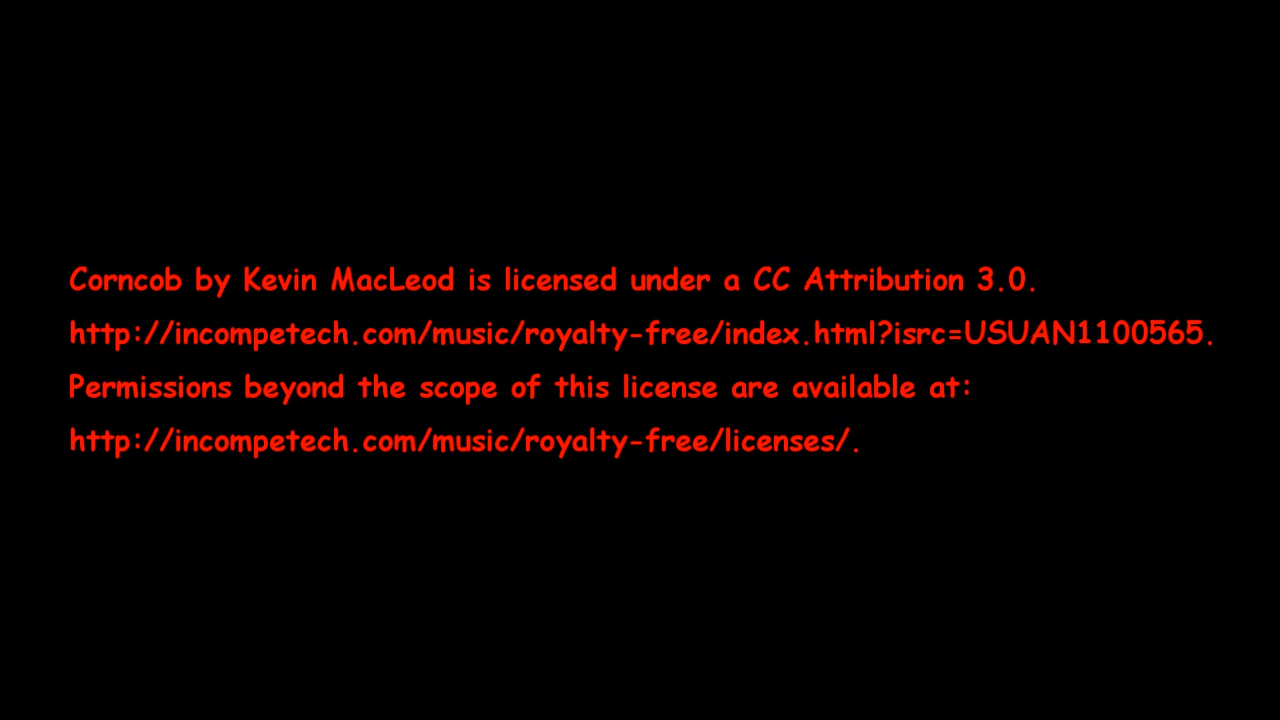 Corncob by Kevin MacLeod is licensed under a CC Attribution 3.0.
http://incompetech.com/music/royalty-free/index.html?isrc=USUAN1100565.
Permissions beyond the scope of this license are available at:
http://incompetech.com/music/royalty-free/licenses/.